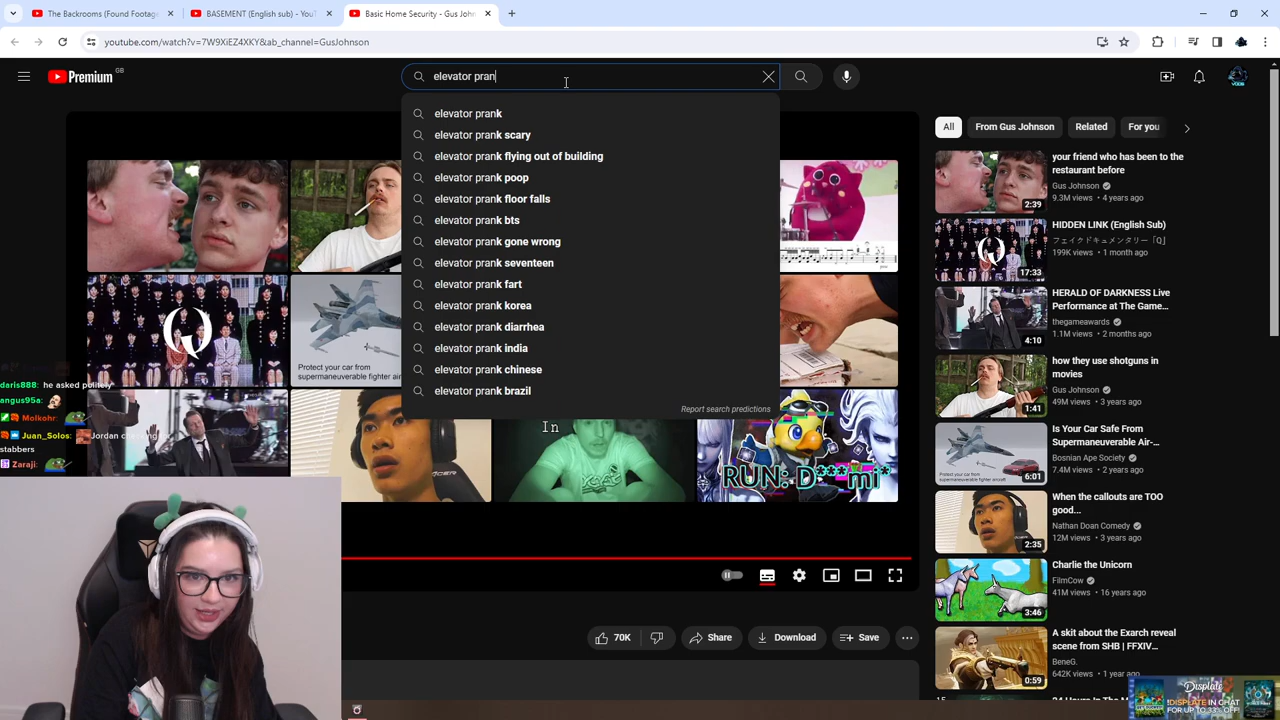 The Backrooms (Found Footage
BASEMENT (English sub) - YouT
Basic Home Security - Gus John
youtube.com/watch?v=7W9XiEZ4XKY&ab_channel=GusJohnson
Premium
GB
elevator pran
elevator prank
elevator prank scary
elevator prank flying out of building
elevator prank poop
elevator prank floor falls
elevator prank bts
elevator prank gone wrong
elevator prank seventeen
elevator prank fart
elevator prank korea
elevator prank diarrhea
elevator prank india
elevator prank chinese
elevator prank brazil
Report search predictions
Q
Protect your car from
supermaneuverable fighter air
In
RUN: D***mi*
daris888: he asked politely
angus95a:
Molkohr:
Juan_Solos: Jordan chasing
stabbers
Zaraji:
70K
Share
Download
Save
All
From Gus Johnson
Related
For you
your friend who has been to the
restaurant before
Gus Johnson
9.3M views • 4 years ago
2:39
HIDDEN LINK (English Sub)
フェイクドキュメンタリー「Q」
199K views • 1 month ago
17:33
HERALD OF DARKNESS Live
Performance at The Game…
thegameawards
1.1M views • 2 months ago
4:10
how they use shotguns in
movies
Gus Johnson
49M views • 3 years ago
1:41
Is Your Car Safe From
Supermaneuverable Air-…
Bosnian Ape Society
7.4M views • 2 years ago
6:01
When the callouts are TOO
good...
Nathan Doan Comedy
12M views • 3 years ago
2:35
Charlie the Unicorn
FilmCow
41M views • 16 years ago
3:46
A skit about the Exarch reveal
scene from SHB | FFXIV…
BeneG.
642K views • 1 year ago
0:59
Displate
!DISPLATE IN CHAT
FOR UP TO 33% OFF!